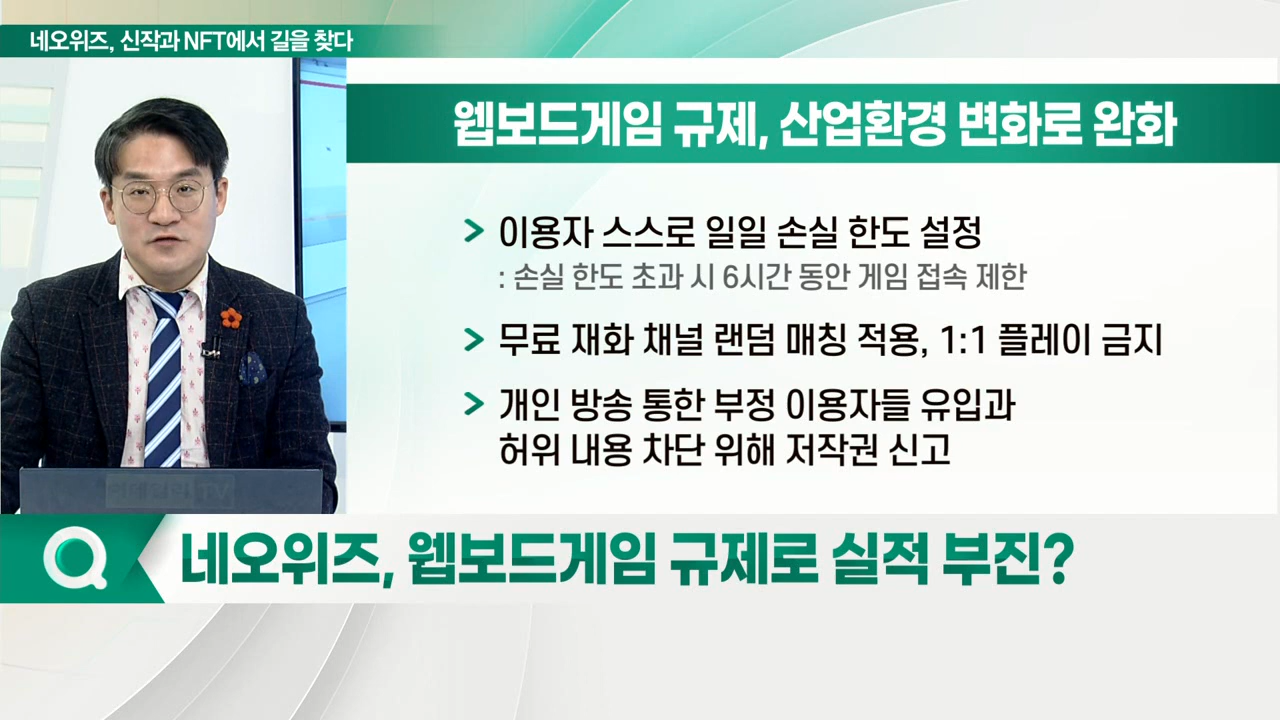 네오위즈, 신작과 NFT에서 길을 찾다
웹보드게임 규제, 산업환경 변화로 완화
> 이용자 스스로 일일 손실 한도 설정
: 손실 한도 초과 시 6시간 동안 게임 접속 제한
> 무료 재화 채널 랜덤 매칭 적용, 1:1 플레이 금지
> 개인 방송 통한 부정 이용자들 유입과
허위 내용 차단 위해 저작권 신고
네오위즈, 웹보드게임 규제로 실적 부진?